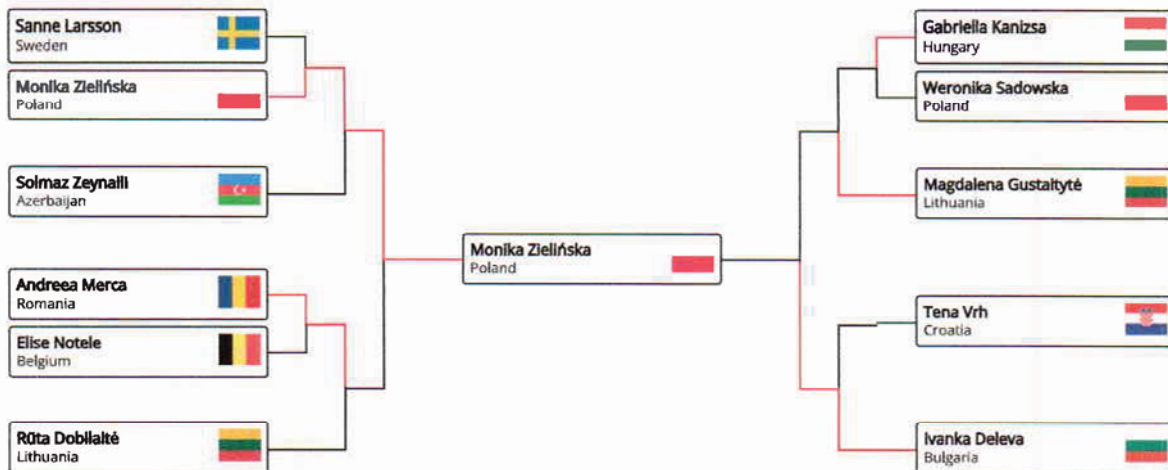 Sanne Larsson
Sweden
Monika Zielińska
Poland
Solmaz Zeynallı
Azerbaijan
Andreea Merca
Romania
Elise Notele
Belgium
Rūta Dobilaitė
Lithuania
Monika Zielińska
Poland
Gabriella Kanizsa
Hungary
Weronika Sadowska
Poland
Magdalena Gustaitytė
Lithuania
Tena Vrh
Croatia
Ivanka Deleva
Bulgaria